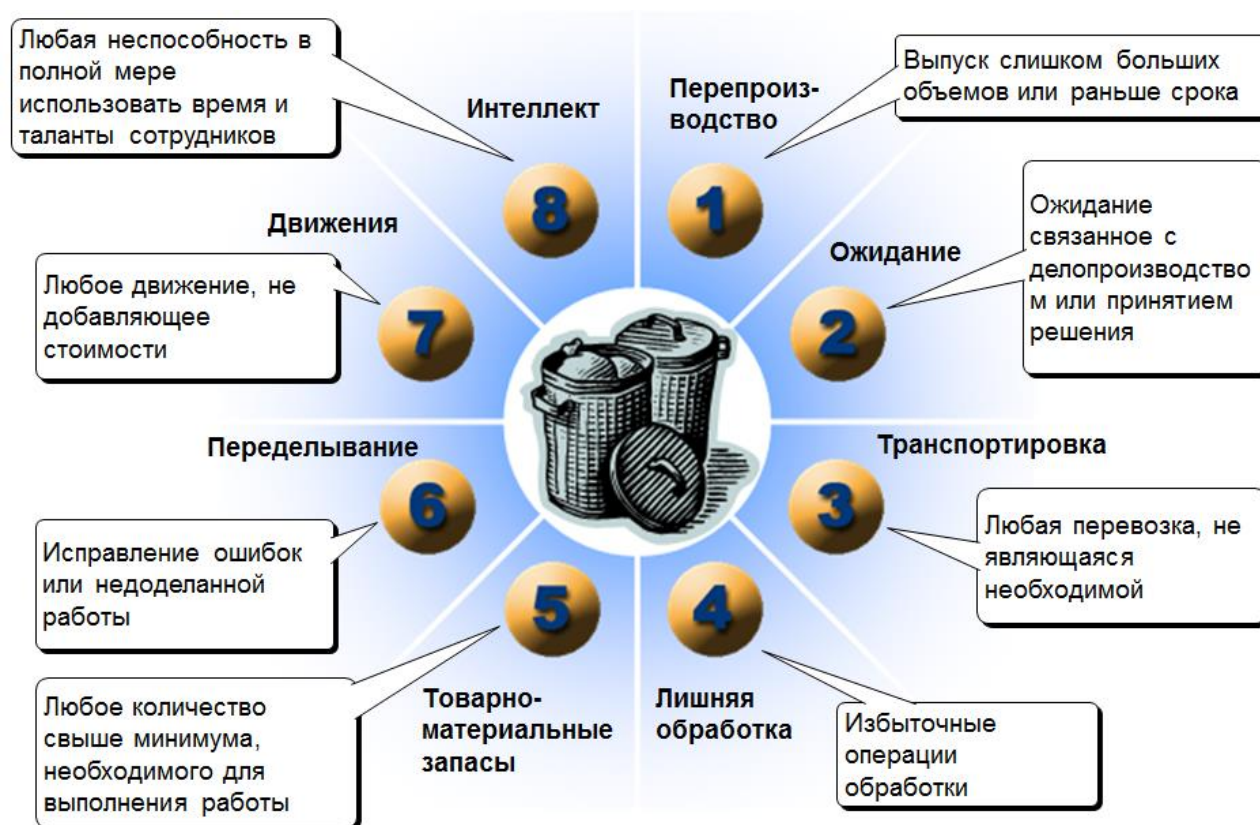 Любая неспособность в
полной мере
использовать время и
таланты сотрудников
Интеллект
8
Перепроиз-
водство
1
Выпуск слишком больших
объемов или раньше срока
Движения
7
Любое движение, не
добавляющее
стоимости
Ожидание
2
Ожидание
связанное с
делопроизводство
м или принятием
решения
Переделывание
6
Исправление ошибок
или недоделанной
работы
Транспортировка
3
Любая перевозка, не
являющаяся
необходимой
5
Товарно-
материальные
запасы
Любое количество
свыше минимума,
необходимого для
выполнения работы
4
Лишняя
обработка
Избыточные
операции
обработки